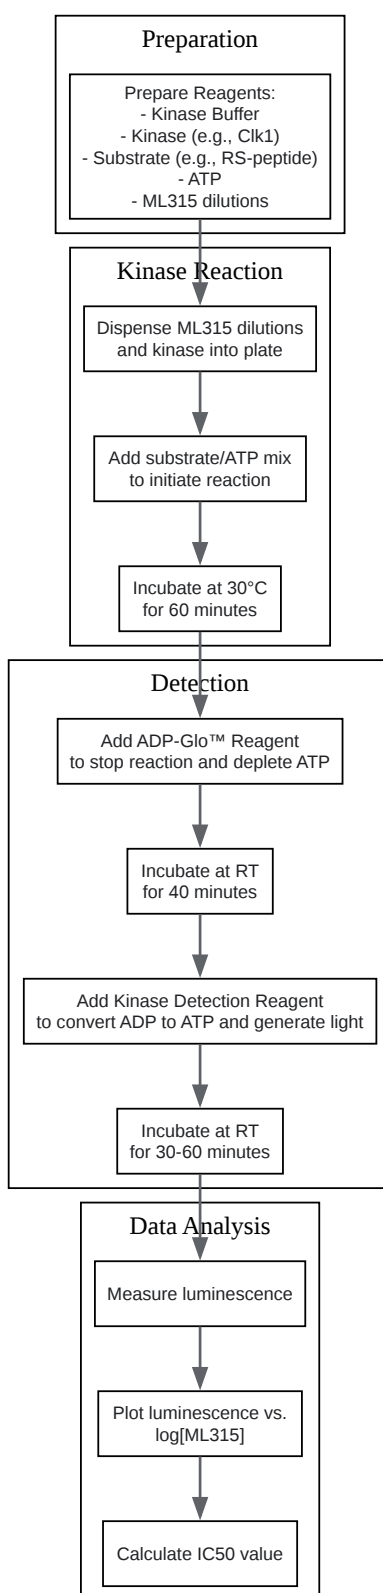 Preparation
Prepare Reagents:
- Kinase Buffer
- Kinase (e.g., Clk1)
- Substrate (e.g., RS-peptide)
- ATP
- ML315 dilutions
Kinase Reaction
Dispense ML315 dilutions
and kinase into plate
Add substrate/ATP mix
to initiate reaction
Incubate at 30°C
for 60 minutes
Detection
Add ADP-Glo™ Reagent
to stop reaction and deplete ATP
Incubate at RT
for 40 minutes
Add Kinase Detection Reagent
to convert ADP to ATP and generate light
Incubate at RT
for 30-60 minutes
Data Analysis
Measure luminescence
Plot luminescence vs.
log[ML315]
Calculate IC50 value